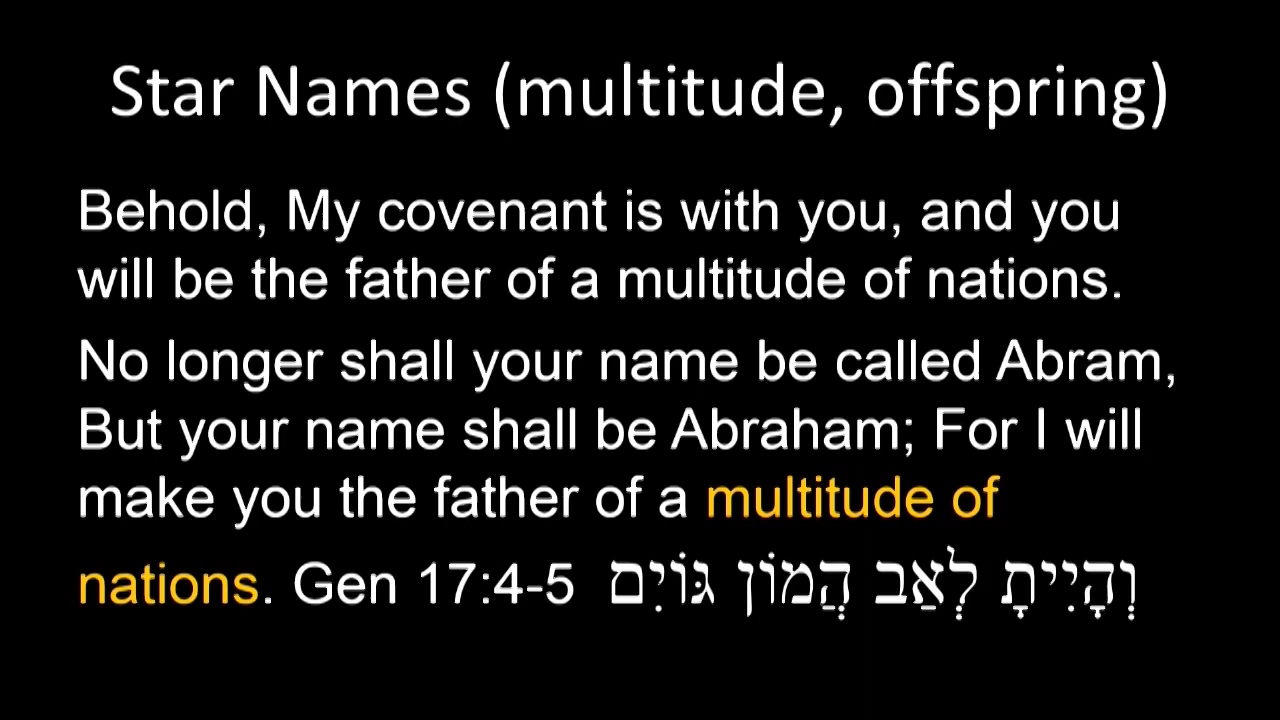 Star Names (multitude, offspring)
Behold, My covenant is with you, and you
will be the father of a multitude of nations.
No longer shall your name be called Abram,
But your name shall be Abraham; For I will
make you the father of a multitude of
nations. Gen 17:4-5 וְהָיִיתָ לְאַב הֲמוֹן גּוֹיִם